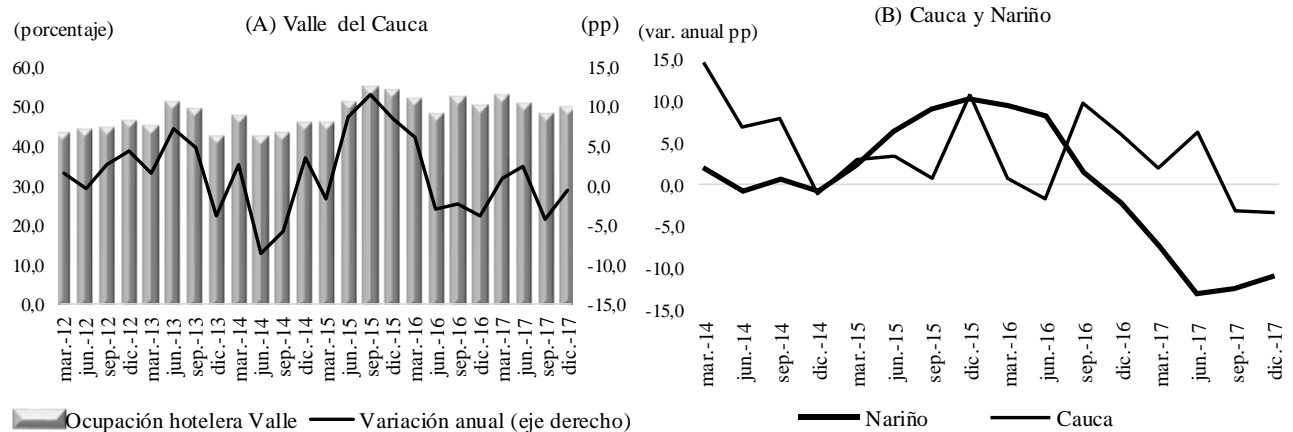 (A) Valle del Cauca
(porcentaje)
(pp)
60,0
50,0
40,0
30,0
20,0
10,0
0,0
15,0
10,0
5,0
0,0
-5,0
-10,0
-15,0
mar.-12
jun.-12
sep.-12
dic.-12
mar.-13
jun.-13
sep.-13
dic.-13
mar.-14
jun.-14
sep.-14
dic.-14
mar.-15
jun.-15
sep.-15
dic.-15
mar.-16
jun.-16
sep.-16
dic.-16
mar.-17
jun.-17
sep.-17
dic.-17
Ocupación hotelera Valle
Variación anual (eje derecho)
(B) Cauca y Nariño
(var. anual pp)
15,0
10,0
5,0
0,0
-5,0
-10,0
-15,0
mar.-14
jun.-14
sep.-14
dic.-14
mar.-15
jun.-15
sep.-15
dic.-15
mar.-16
jun.-16
sep.-16
dic.-16
mar.-17
jun.-17
sep.-17
dic.-17
Nariño
Cauca